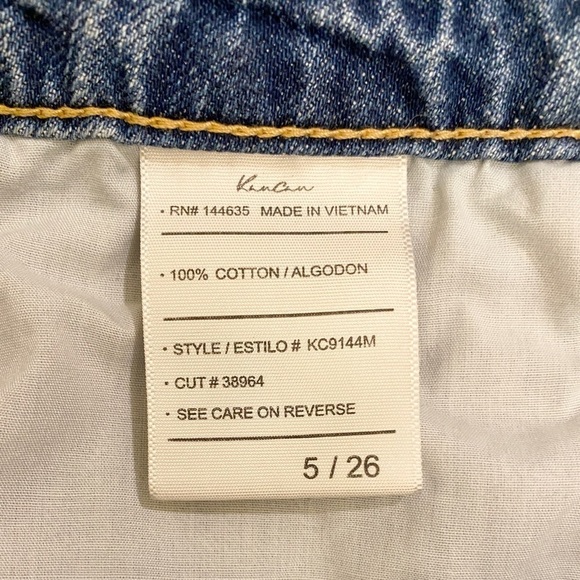 KanCan
• RN# 144635 MADE IN VIETNAM
• 100% COTTON / ALGODON
• STYLE / ESTILO # KC9144M
• CUT # 38964
• SEE CARE ON REVERSE
5 / 26